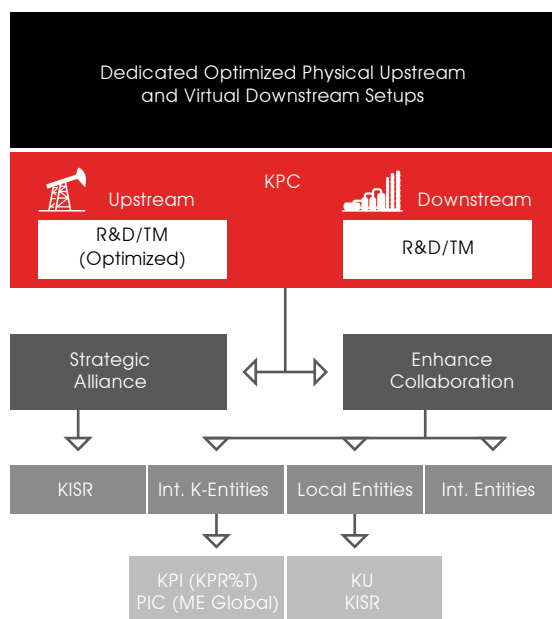 Dedicated Optimized Physical Upstream
and Virtual Downstream Setups
KPC
Upstream
Downstream
R&D/TM
(Optimized)
R&D/TM
Strategic
Alliance
Enhance
Collaboration
KISR
Int. K-Entities
Local Entities
Int. Entities
KPI (KPR%T)
PIC (ME Global)
KU
KISR